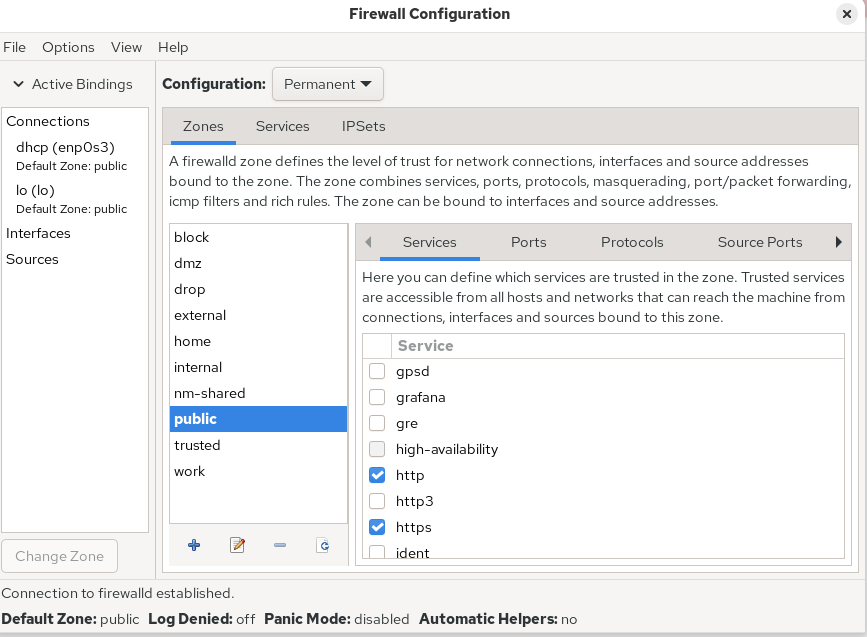 Firewall Configuration
File Options View Help
Active Bindings
Configuration: Permanent
Connections
dhcp (enp0s3)
Default Zone: public
lo (lo)
Default Zone: public
Interfaces
Sources
Change Zone
Zones Services IPSets
A firewalld zone defines the level of trust for network connections, interfaces and source addresses
bound to the zone. The zone combines services, ports, protocols, masquerading, port/packet forwarding,
icmp filters and rich rules. The zone can be bound to interfaces and source addresses.
block
dmz
drop
external
home
internal
nm-shared
public
trusted
work
Services Ports Protocols Source Ports
Here you can define which services are trusted in the zone. Trusted services
are accessible from all hosts and networks that can reach the machine from
connections, interfaces and sources bound to this zone.
Service
gpsd
grafana
gre
high-availability
http
http3
https
ident
Connection to firewalld established.
Default Zone: public Log Denied: off Panic Mode: disabled Automatic Helpers: no